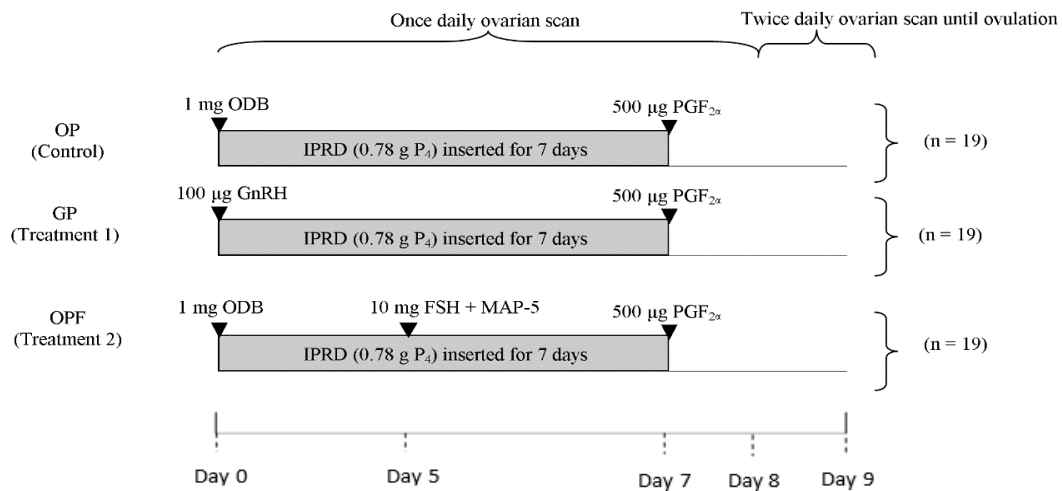 Once daily ovarian scan
Twice daily ovarian scan until ovulation
1 mg ODB
500 µg PGF₂α
OP
(Control)
IPRD (0.78 g P₄) inserted for 7 days
(n = 19)
100 µg GnRH
500 µg PGF₂α
GP
(Treatment 1)
IPRD (0.78 g P₄) inserted for 7 days
(n = 19)
1 mg ODB
10 mg FSH + MAP-5
500 µg PGF₂α
OPF
(Treatment 2)
IPRD (0.78 g P₄) inserted for 7 days
(n = 19)
Day 0
Day 5
Day 7
Day 8
Day 9